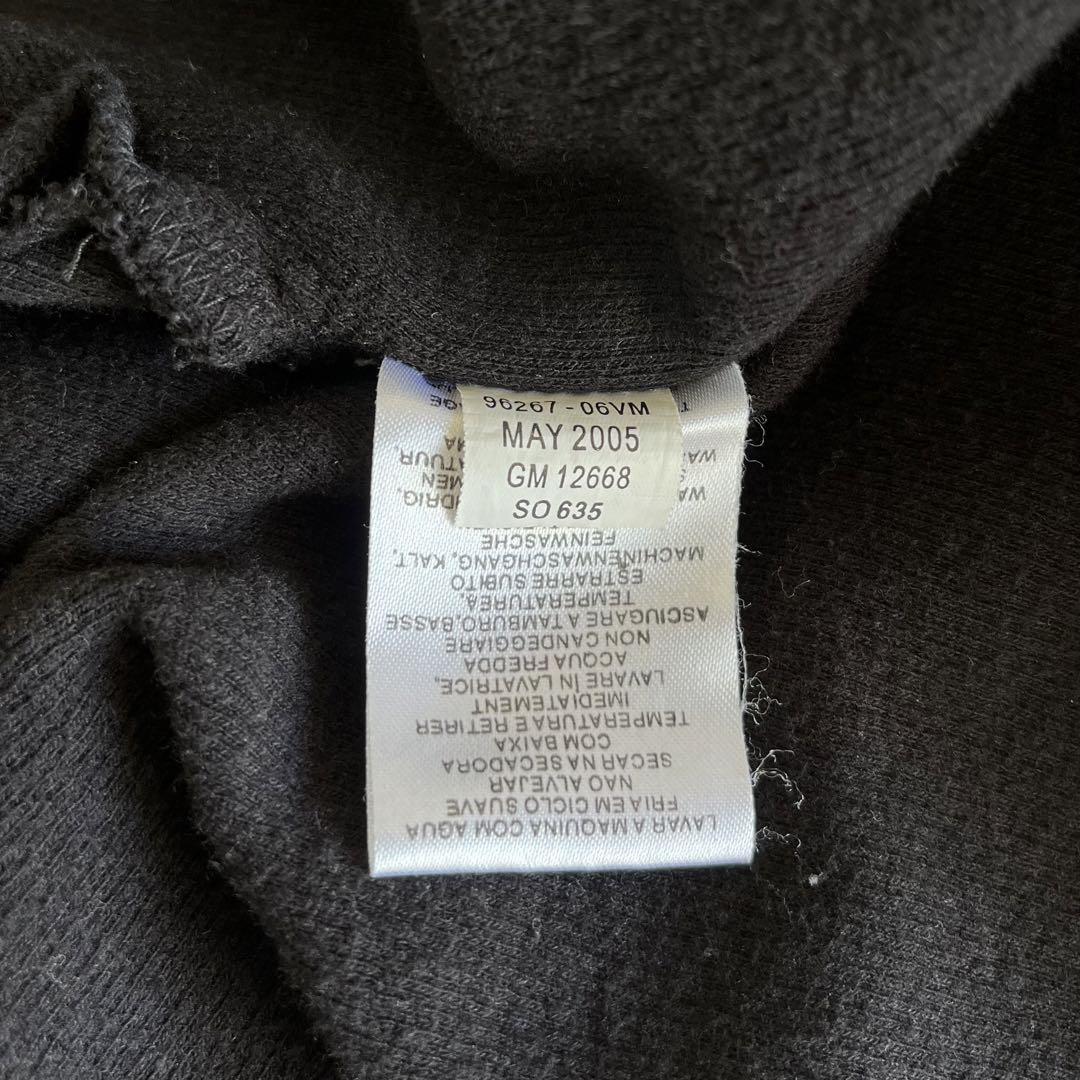 96267-06VM
MAY 2005
GM 12668
SO 635
LAVAR A MAQUINA COM AGUA
FRIA EM CICLO SUAVE
NAO ALVEJAR
SECAR NA SECADORA
COM BAIXA
TEMPERATURA E RETIRER
IMEDIATEMENT
LAVARE IN LAVATRICE,
ACQUA FREDDA
NON CANDEGGIARE
ASCIUGARE A TAMBURO, BASSE
TEMPERATUREA,
ESTRARRE SUBITO
MACHINENWASCHGANG, KALT,
FEINWASCHE